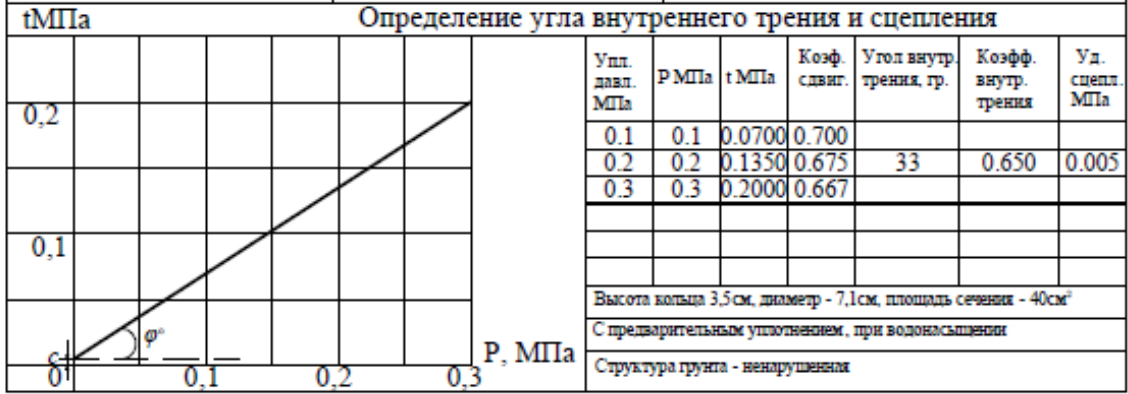 tМПа Определение угла внутреннего трения и сцепления
0,2
0,1
c
φ°
0 0,1 0,2 0,3
P, МПа
Упл. давл. МПа P МПа t МПа Коэф. сдвиг. Угол внутр. трения, гр. Коэфф. внутр. трения Уд. сцепл. МПа
0.1 0.1 0.0700 0.700
0.2 0.2 0.1350 0.675 33 0.650 0.005
0.3 0.3 0.2000 0.667
Высота кольца 3,5см, диаметр - 7,1см, площадь сечения - 40см²
С предварительным уплотнением, при водонасыщении
Структура грунта - ненарушенная